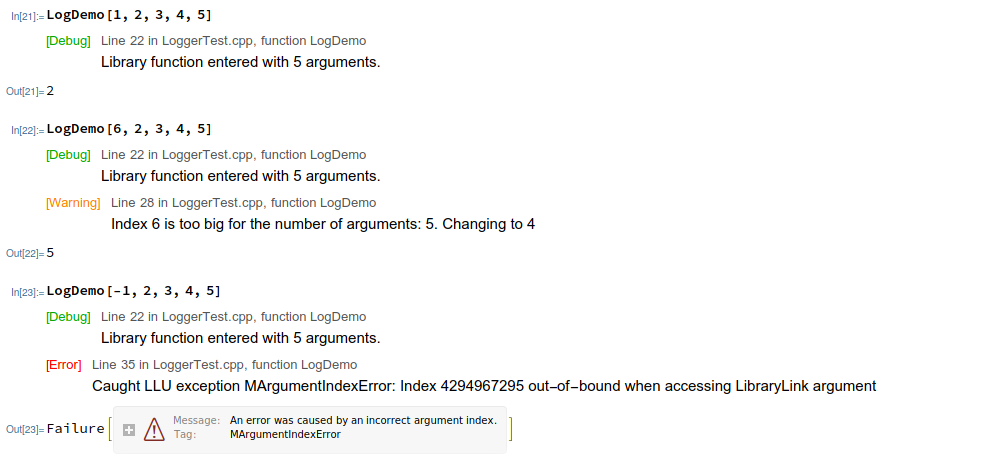 In[21]:= LogDemo[1, 2, 3, 4, 5]
[Debug] Line 22 in LoggerTest.cpp, function LogDemo
Library function entered with 5 arguments.
Out[21]= 2
In[22]:= LogDemo[6, 2, 3, 4, 5]
[Debug] Line 22 in LoggerTest.cpp, function LogDemo
Library function entered with 5 arguments.
[Warning] Line 28 in LoggerTest.cpp, function LogDemo
Index 6 is too big for the number of arguments: 5. Changing to 4
Out[22]= 5
In[23]:= LogDemo[-1, 2, 3, 4, 5]
[Debug] Line 22 in LoggerTest.cpp, function LogDemo
Library function entered with 5 arguments.
[Error] Line 35 in LoggerTest.cpp, function LogDemo
Caught LLU exception MArgumentIndexError: Index 4294967295 out-of-bound when accessing LibraryLink argument
Out[23]= Failure[ Message: An error was caused by an incorrect argument index.
Tag: MArgumentIndexError ]